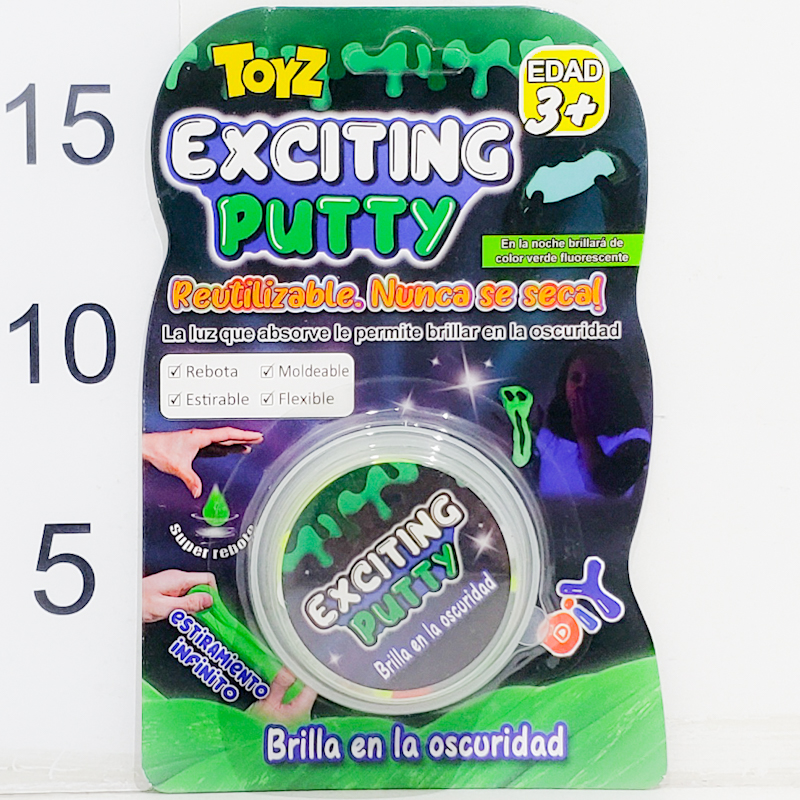 15
10
5
TOYZ
EDAD
3+
EXCITING
PUTTY
En la noche brillará de
color verde fluorescente
Reutilizable. Nunca se seca!
La luz que absorve le permite brillar en la oscuridad
Rebota
Moldeable
Estirable
Flexible
Super rebote
EXCITING
PUTTY
Brilla en la oscuridad
ESTIRAMIENTO
INFINITO
DIY
Brilla en la oscuridad